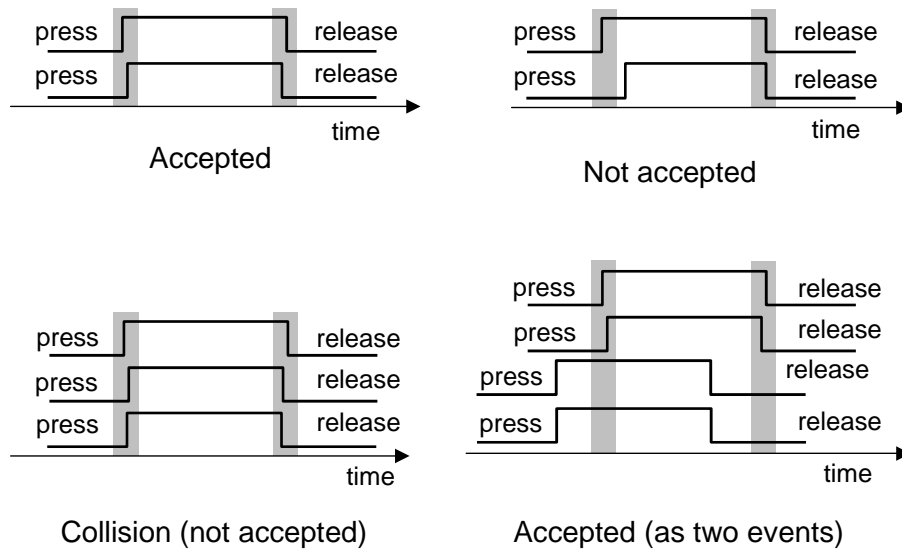 press release
press release
time
Accepted
press release
press release
time
Not accepted
press release
press release
press release
time
Collision (not accepted)
press release
press release
press release
press release
time
Accepted (as two events)